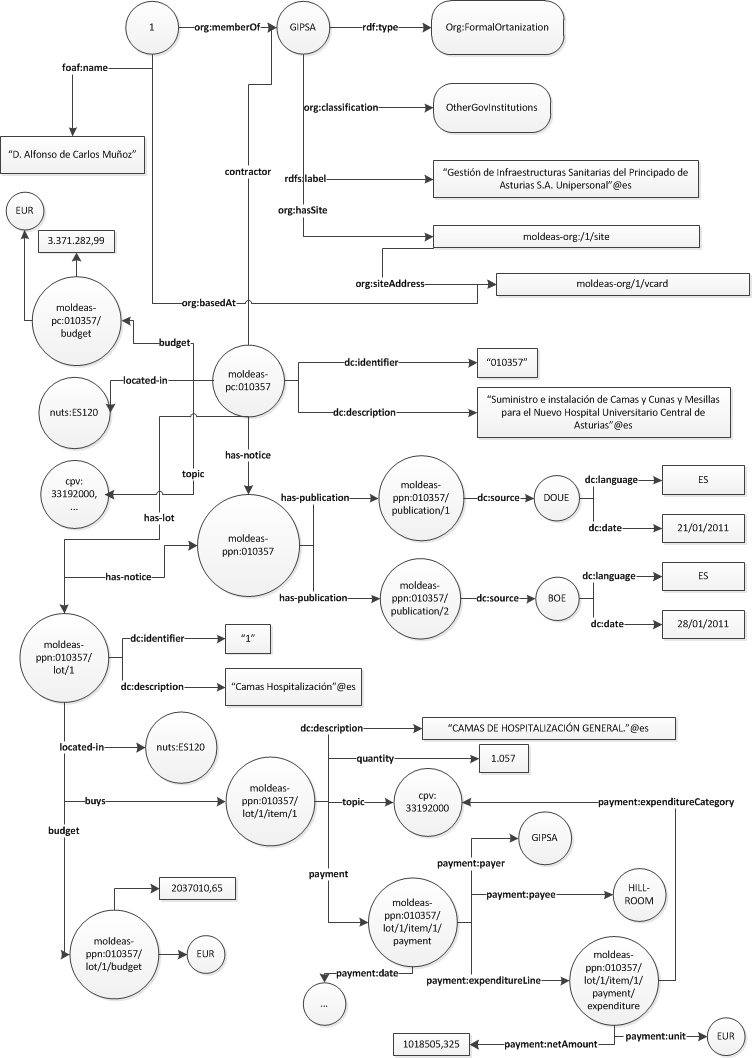 1
org:memberOf
GIPSA
rdf:type
Org:FormalOrtanization
foaf:name
org:classification
OtherGovInstitutions
"D. Alfonso de Carlos Muñoz"
contractor
rdfs:label
"Gestión de Infraestructuras Sanitarias del Principado de
Asturias S.A. Unipersonal"@es
org:hasSite
EUR
3.371.282,99
moldeas-org:/1/site
org:siteAddress
moldeas-org/1/vcard
org:basedAt
moldeas-
pc:010357/
budget
budget
moldeas-
pc:010357
dc:identifier
"010357"
located-in
nuts:ES120
dc:description
"Suministro e instalación de Camas y Cunas y Mesillas
para el Nuevo Hospital Universitario Central de
Asturias"@es
has-notice
topic
cpv:
33192000,
...
has-lot
moldeas-
ppn:010357
has-publication
moldeas-
ppn:010357/
publication/1
dc:source
DOUE
dc:language
ES
dc:date
21/01/2011
has-notice
has-publication
moldeas-
ppn:010357/
publication/2
dc:source
BOE
dc:language
ES
dc:date
28/01/2011
moldeas-
ppn:010357/
lot/1
dc:identifier
"1"
dc:description
"Camas Hospitalización"@es
located-in
nuts:ES120
dc:description
"CAMAS DE HOSPITALIZACIÓN GENERAL."@es
quantity
1.057
buys
moldeas-
ppn:010357/
lot/1/item/1
topic
cpv:
33192000
payment:expenditureCategory
budget
payment
payment:payer
GIPSA
2037010,65
moldeas-
ppn:010357/
lot/1/item/1/
payment
payment:payee
HILL-
ROOM
moldeas-
ppn:010357/
lot/1/budget
EUR
payment:date
...
payment:expenditureLine
moldeas-
ppn:010357/
lot/1/item/1/
payment/
expenditure
1018505,325
payment:netAmount
payment:unit
EUR